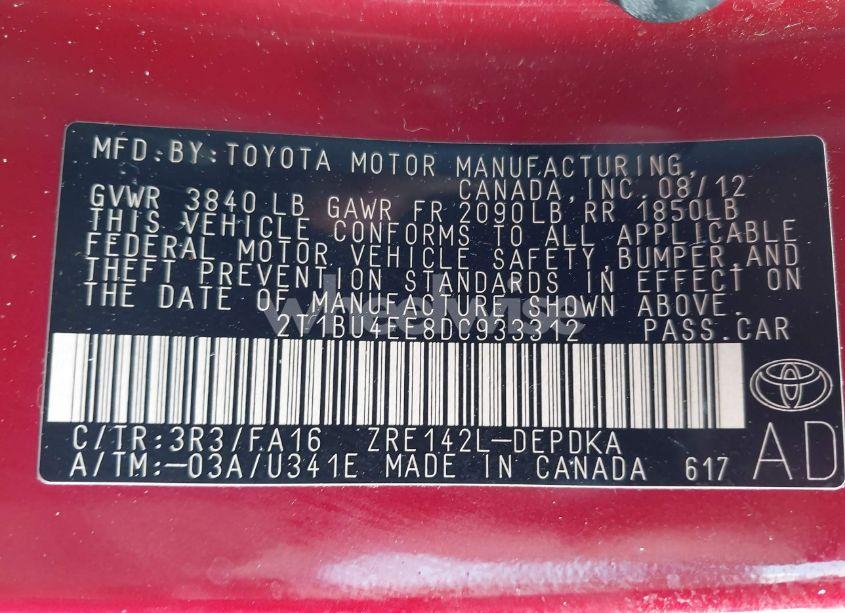 MFD.BY:TOYOTA MOTOR MANUFACTURING,
CANADA,INC. 08/12
GVWR 3840 LB GAWR FR 2090LB RR 1850LB
THIS VEHICLE CONFORMS TO ALL APPLICABLE
FEDERAL MOTOR VEHICLE SAFETY,BUMPER,AND
THEFT PREVENTION STANDARDS IN EFFECT ON
THE DATE OF MANUFACTURE SHOWN ABOVE.
2T1BU4EE8DC933312 PASS.CAR
C/TR:3R3/FA16 ZRE142L-DEPDKA
A/TM:-03A/U341E MADE IN CANADA 617
AD